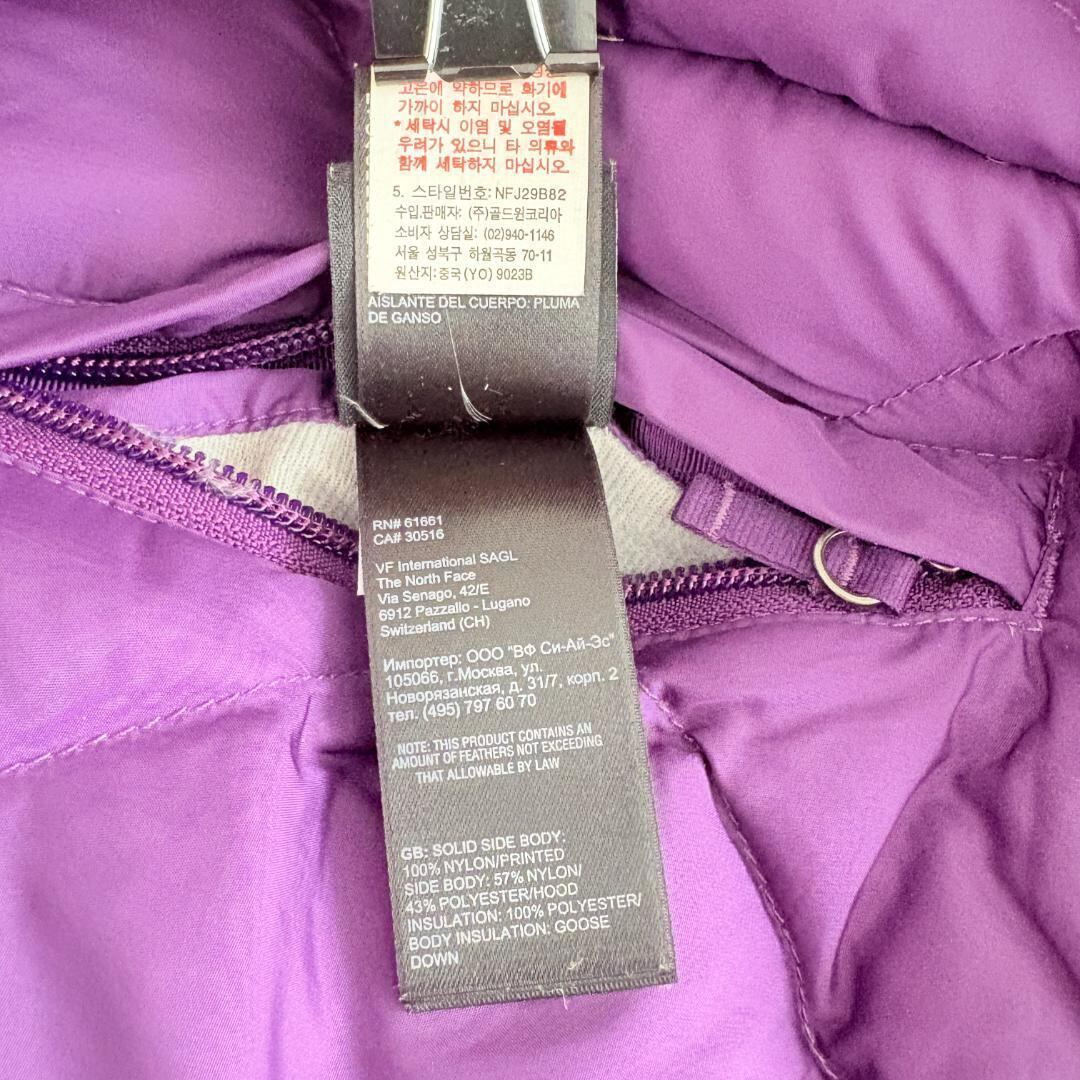 고온에 약하므로 화기에
가까이 하지 마십시오.
* 세탁시 이염 및 오염될
우려가 있으니 타 의류와
함께 세탁하지 마십시오.
5. 스타일번호: NFJ29B82
수입,판매자: (주)골드윈코리아
소비자 상담실: (02)940-1146
서울 성북구 하월곡동 70-11
원산지: 중국(YO) 9023B
AISLANTE DEL CUERPO: PLUMA
DE GANSO
RN# 61661
CA# 30516
VF International SAGL
The North Face
Via Senago, 42/E
6912 Pazzallo - Lugano
Switzerland (CH)
Импортер: ООО "ВФ Си-Ай-Эс"
105066, г.Москва, ул.
Новорязанская, д. 31/7, корп. 2
тел. (495) 797 60 70
NOTE: THIS PRODUCT CONTAINS AN
AMOUNT OF FEATHERS NOT EXCEEDING
THAT ALLOWABLE BY LAW
GB: SOLID SIDE BODY:
100% NYLON/PRINTED
SIDE BODY: 57% NYLON/
43% POLYESTER/HOOD
INSULATION: 100% POLYESTER/
BODY INSULATION: GOOSE
DOWN